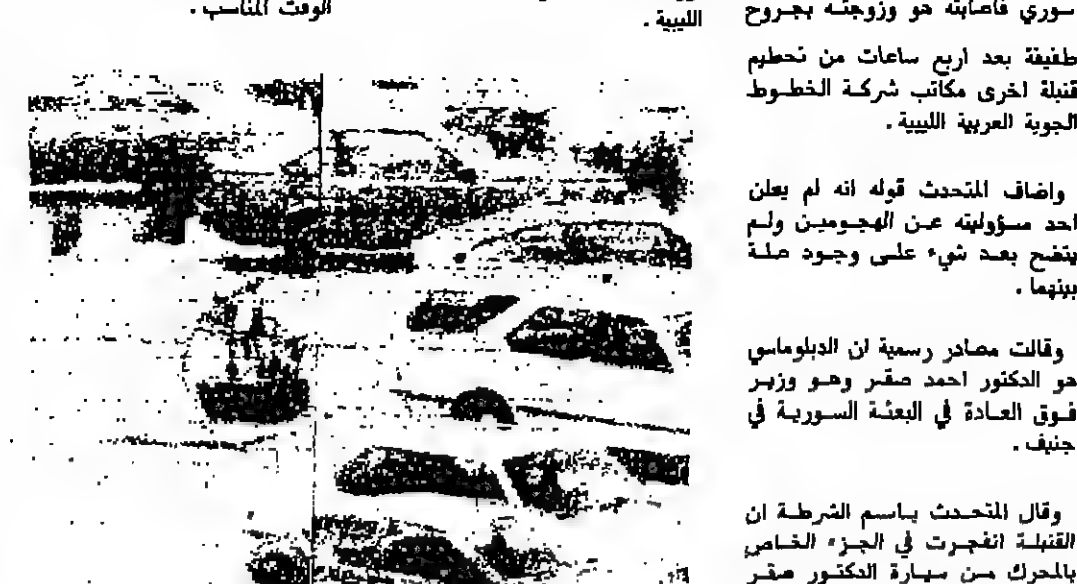 سوري فأصابته هو وزوجته بجروح
طفيفة بعد اربع ساعات من تحطيم
قنبلة اخرى مكاتب شركة الخطوط
الجوية العربية الليبية .
واضاف المتحدث قوله انه لم يعلن
احد مسؤوليته عن الهجومين ولم
يتضح بعد شيء على وجود صلة
بينهما .
وقالت مصادر رسمية ان الدبلوماسي
هو الدكتور احمد صقر وهو وزير
فوق العادة في البعثة السورية في
جنيف .
وقال المتحدث باسم الشرطة ان
القنبلة انفجرت في الجزء الخاص
بالمحرك من سيارة الدكتور صقر
الليبية .
الوقت المناسب .